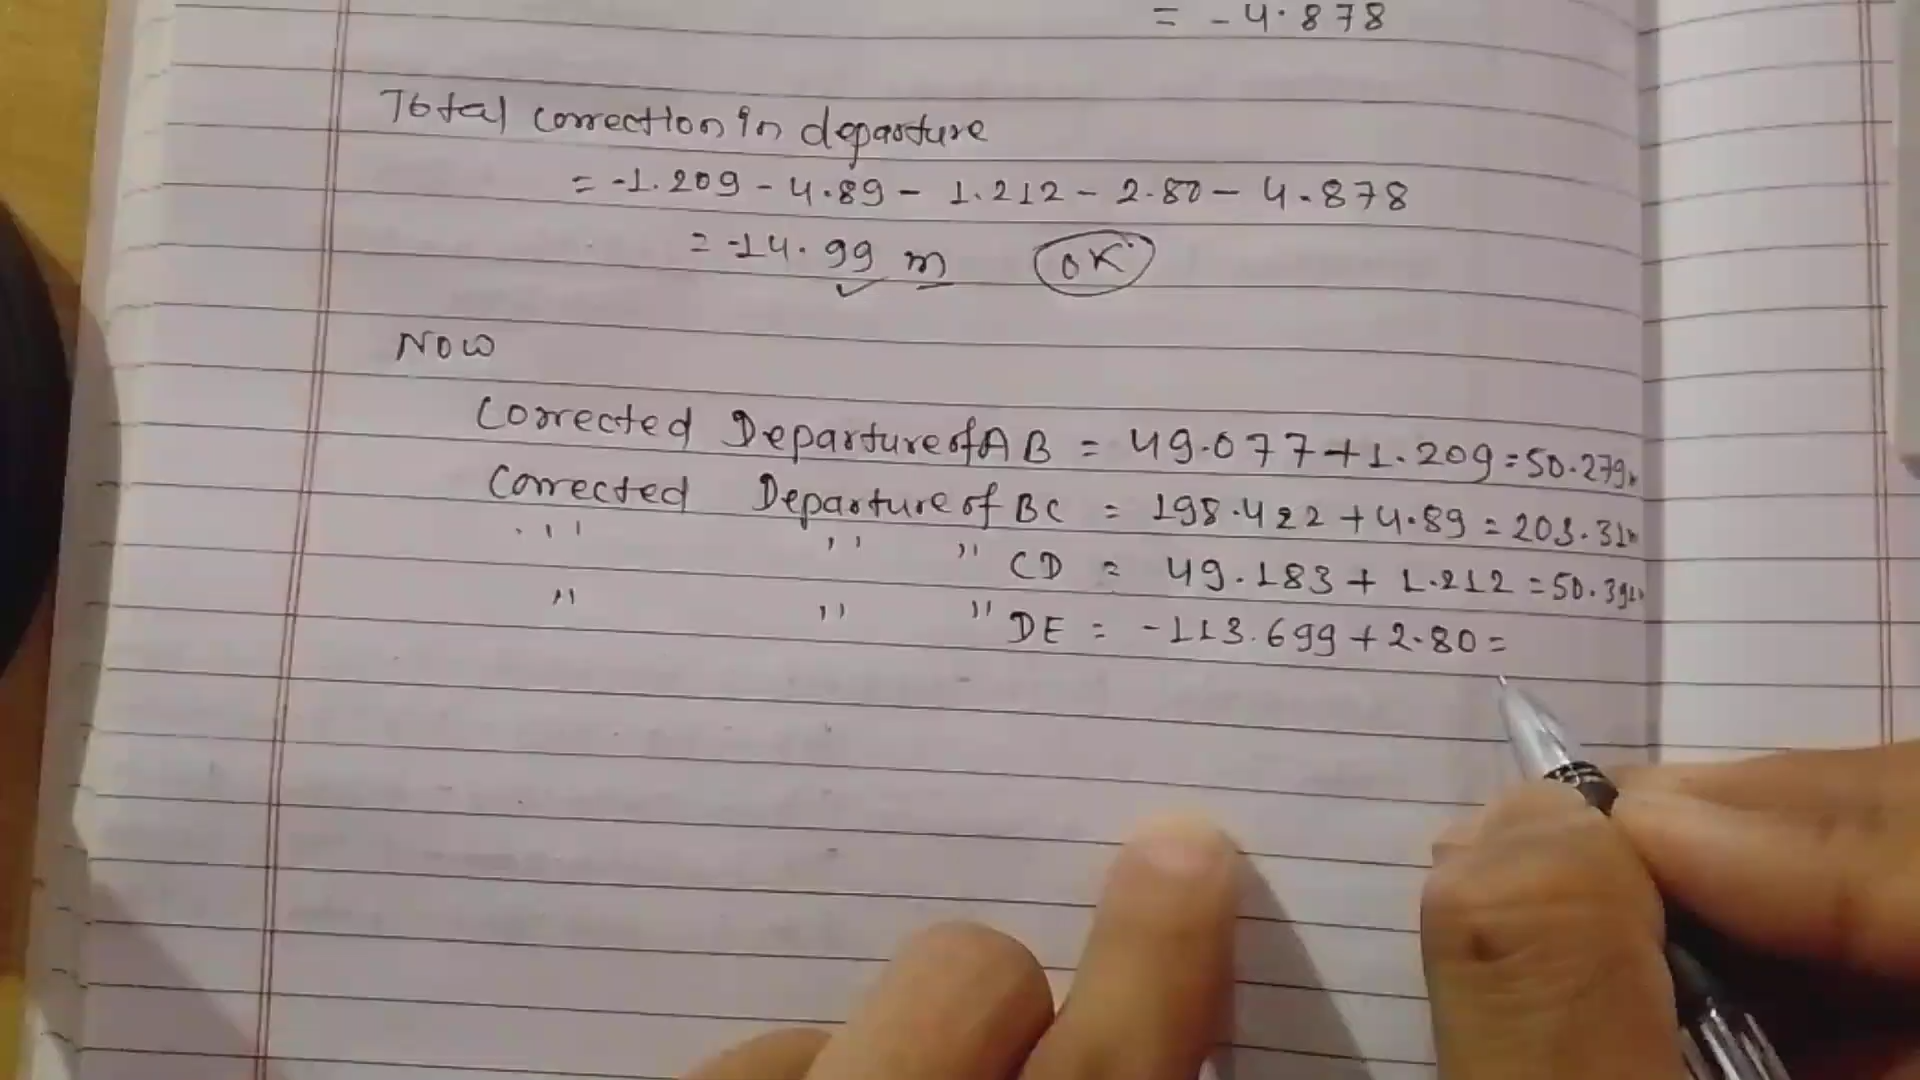 = -4.878
Total correction in departure
= -1.209 - 4.89 - 1.212 - 2.80 - 4.878
= -14.99 m OK
Now
Corrected Departure of AB = 49.077 + 1.209 = 50.279
Corrected Departure of BC = 198.422 + 4.89 = 203.31
" " " CD = 49.183 + 1.212 = 50.39
" " " DE = -113.699 + 2.80 =